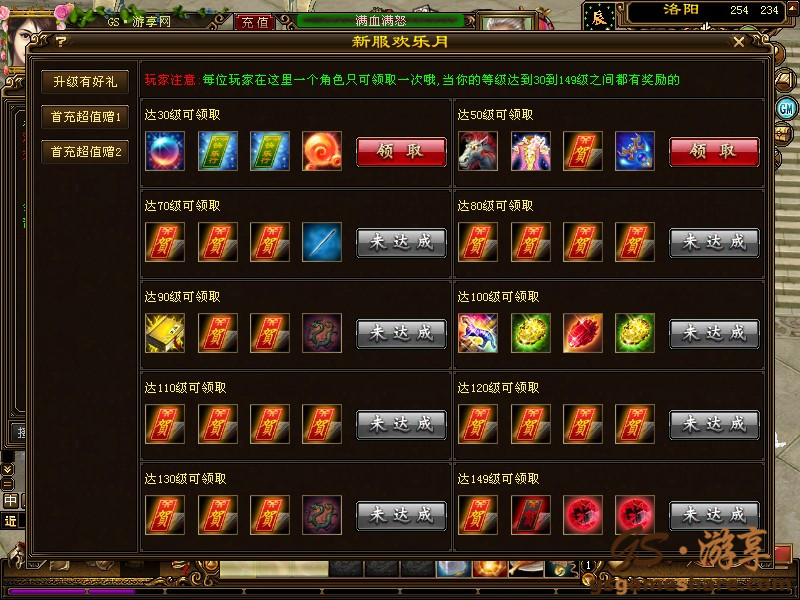 GS·游享网
充值
满血满怒
辰
洛阳
254 234
GM
?
新服欢乐月
升级有好礼
首充超值赠1
首充超值赠2
玩家注意:每位玩家在这里一个角色只可领取一次哦,当你的等级达到30到149级之间都有奖励的
达30级可领取
领取
达50级可领取
领取
达70级可领取
未达成
达80级可领取
未达成
达90级可领取
未达成
达100级可领取
未达成
达110级可领取
未达成
达120级可领取
未达成
达130级可领取
未达成
达149级可领取
未达成
申
近
1
GS·游享